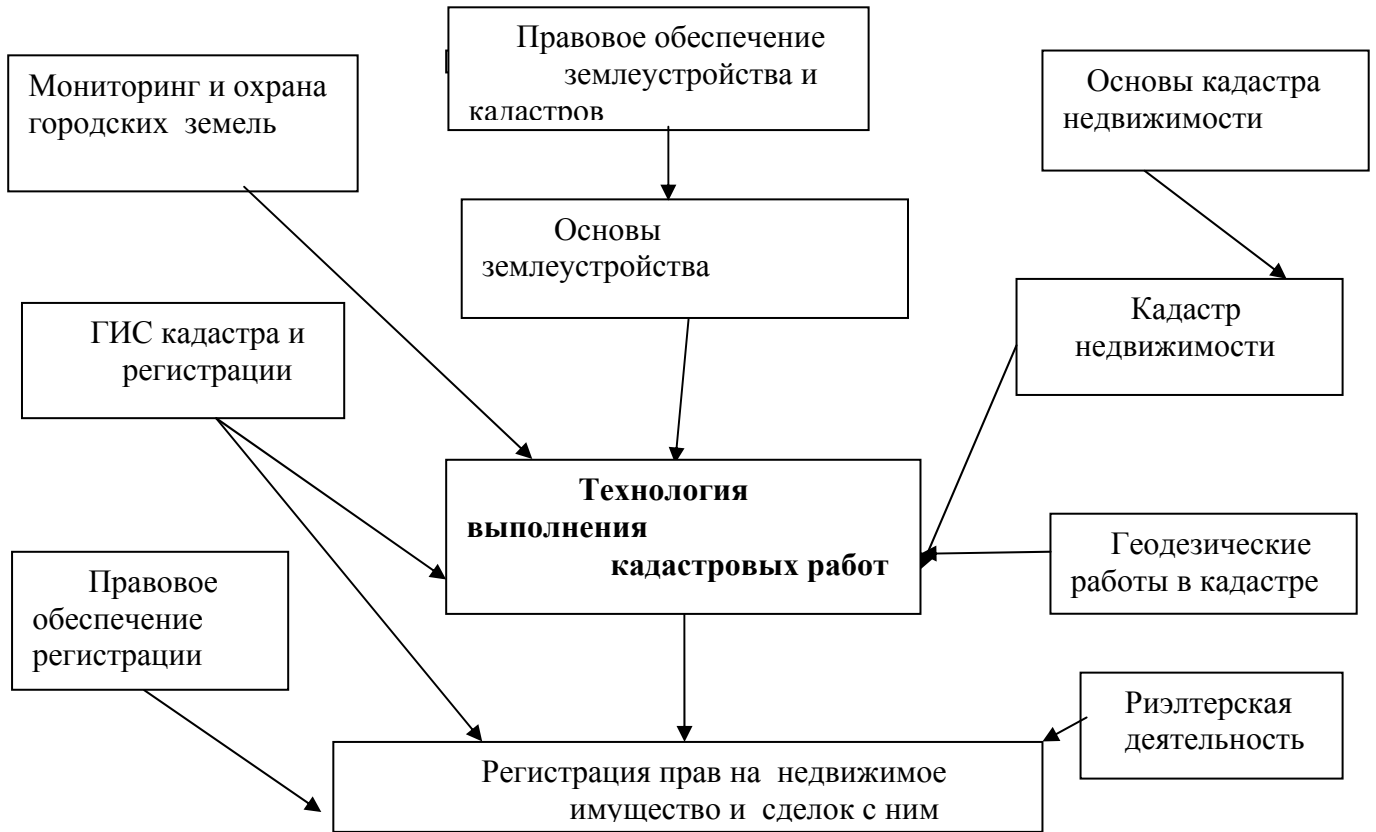 Правовое обеспечение
землеустройства и
кадастров
Мониторинг и охрана
городских земель
Основы кадастра
недвижимости
Основы
землеустройства
ГИС кадастра и
регистрации
Кадастр
недвижимости
Технология
выполнения
кадастровых работ
Геодезические
работы в кадастре
Правовое
обеспечение
регистрации
Риэлтерская
деятельность
Регистрация прав на недвижимое
имущество и сделок с ним